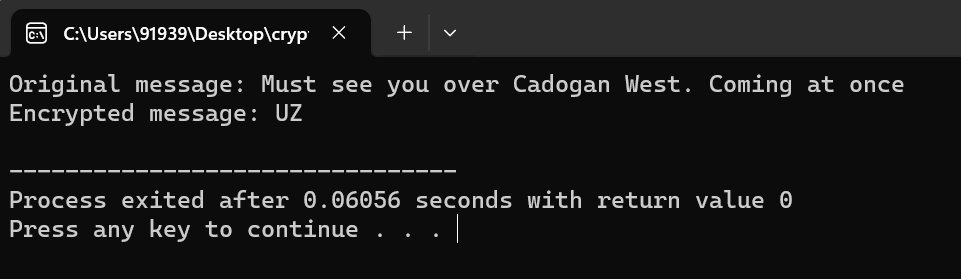 C:\Users\91939\Desktop\cryp
Original message: Must see you over Cadogan West. Coming at once
Encrypted message: UZ
--------------------------------
Process exited after 0.06056 seconds with return value 0
Press any key to continue . . .